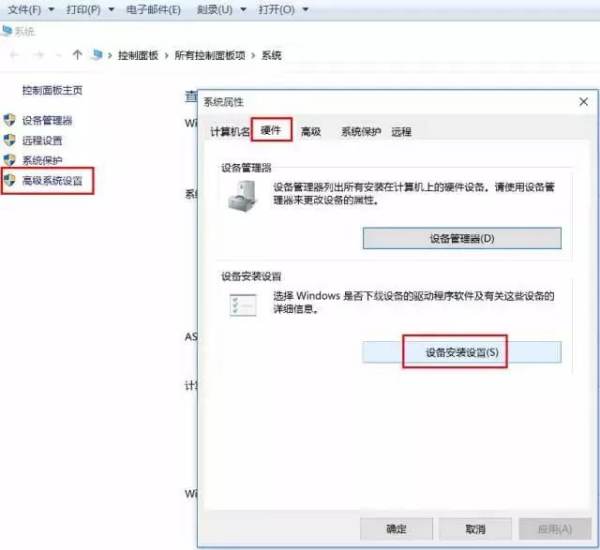 文件(F) 打印(P) 电子邮件(E) 刻录(U) 打开(O)
系统
控制面板 所有控制面板项 系统
控制面板主页
设备管理器
远程设置
系统保护
高级系统设置
查
Wi
系统
AS
计算
Wi
系统属性
计算机名 硬件 高级 系统保护 远程
设备管理器
设备管理器列出所有安装在计算机上的硬件设备。请使用设备管
理器来更改设备的属性。
设备管理器(D)
设备安装设置
选择 Windows 是否下载设备的驱动程序软件及有关这些设备的
详细信息。
设备安装设置(S)
确定 取消 应用(A)